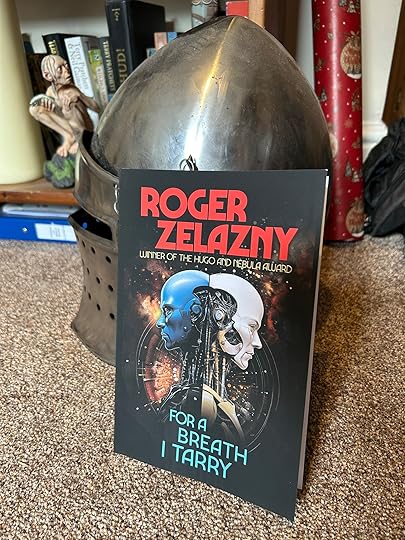 ROGER
ZELAZNY
WINNER OF THE HUGO AND NEBULA AWARD
FOR A
BREATH
I TARRY